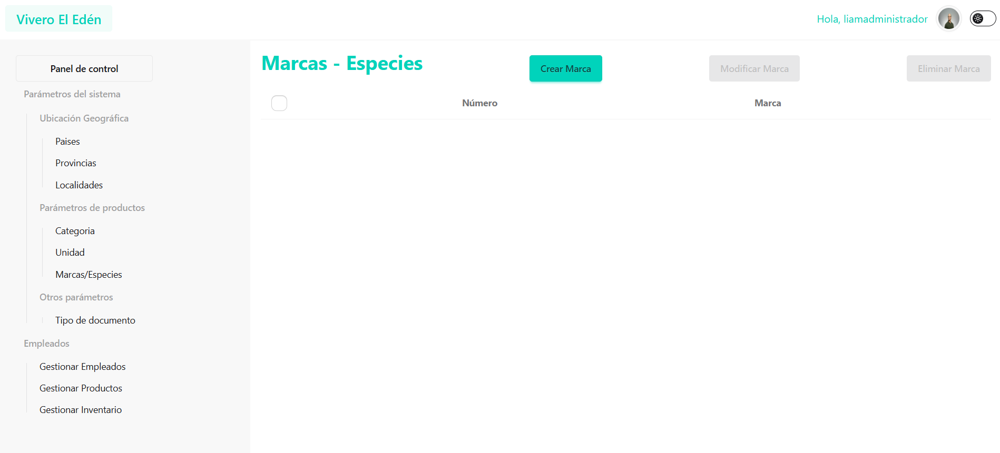 Vivero El Edén
Hola, liamadministrador
Panel de control
Parámetros del sistema
Ubicación Geográfica
Paises
Provincias
Localidades
Parámetros de productos
Categoria
Unidad
Marcas/Especies
Otros parámetros
Tipo de documento
Empleados
Gestionar Empleados
Gestionar Productos
Gestionar Inventario
Marcas - Especies
Crear Marca
Modificar Marca
Eliminar Marca
Número
Marca